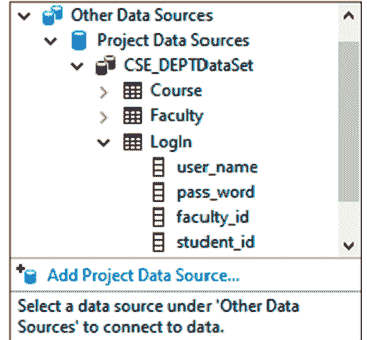 Other Data Sources
Project Data Sources
CSE_DEPTDataSet
Course
Faculty
LogIn
user_name
pass_word
faculty_id
student_id
Add Project Data Source...
Select a data source under 'Other Data
Sources' to connect to data.